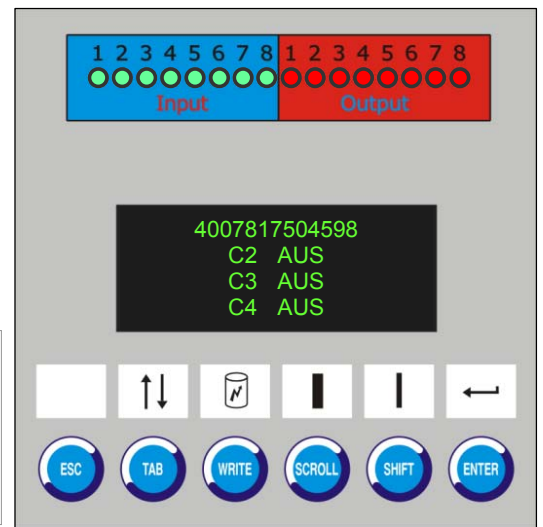 1 2 3 4 5 6 7 8 1 2 3 4 5 6 7 8
Input Output
4007817504598
C2 AUS
C3 AUS
C4 AUS
ESC TAB WRITE SCROLL SHIFT ENTER